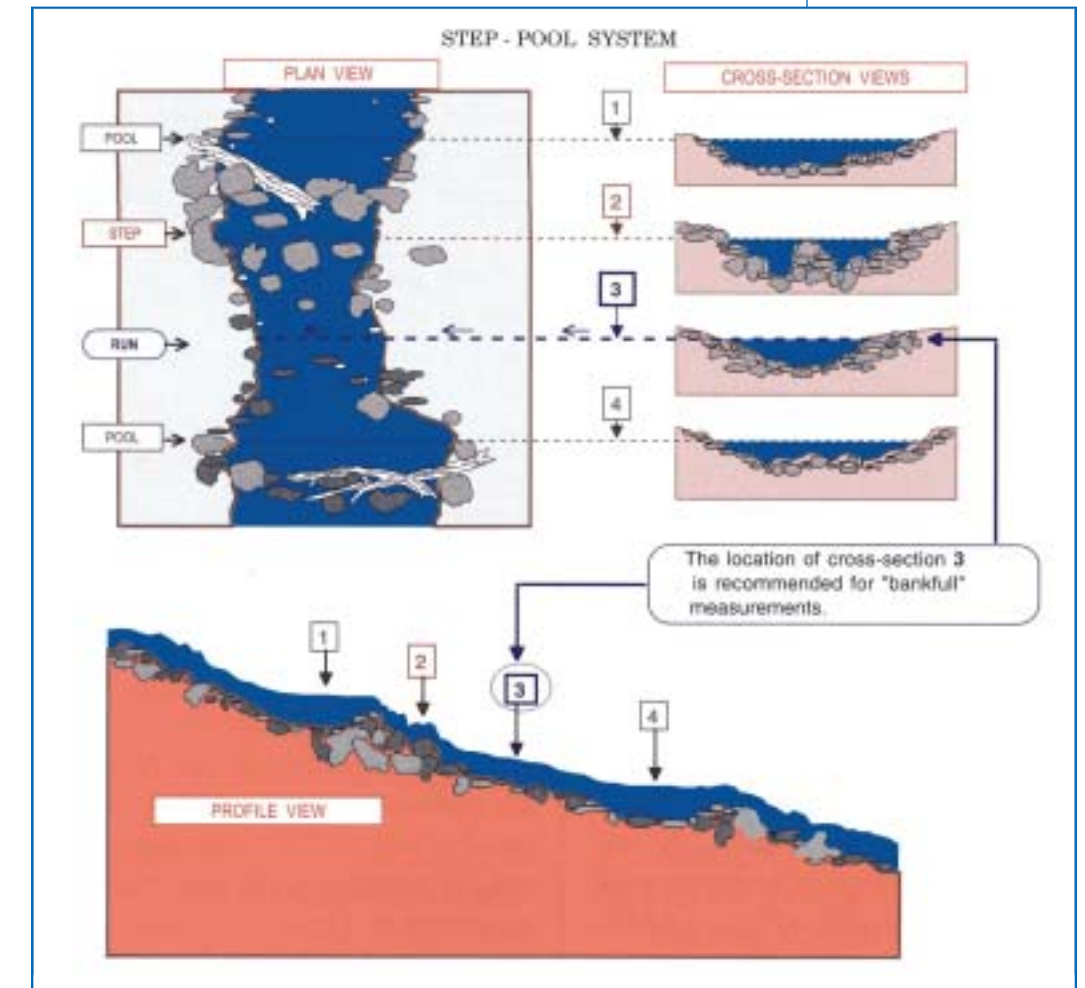 STEP - POOL SYSTEM
PLAN VIEW
CROSS-SECTION VIEWS
POOL
STEP
RUN
POOL
1
2
3
4
The location of cross-section 3
is recommended for "bankfull"
measurements.
1
2
3
4
PROFILE VIEW